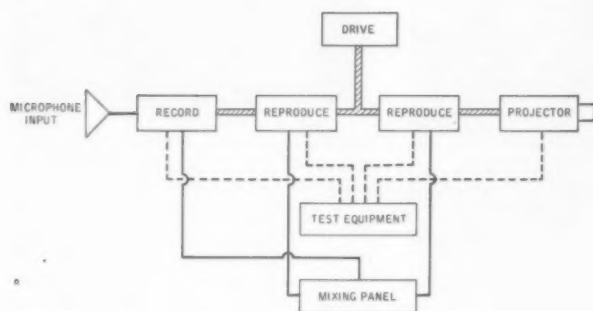 DRIVE
MICROPHONE
INPUT
RECORD
REPRODUCE
REPRODUCE
PROJECTOR
TEST EQUIPMENT
MIXING PANEL